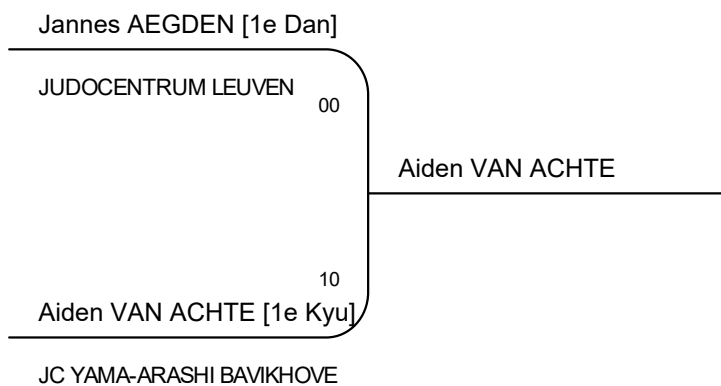 Jannes AEGDEN [1e Dan]
JUDOCENTRUM LEUVEN
00
Aiden VAN ACHTE
10
Aiden VAN ACHTE [1e Kyu]
JC YAMA-ARASHI BAVIKHOVE